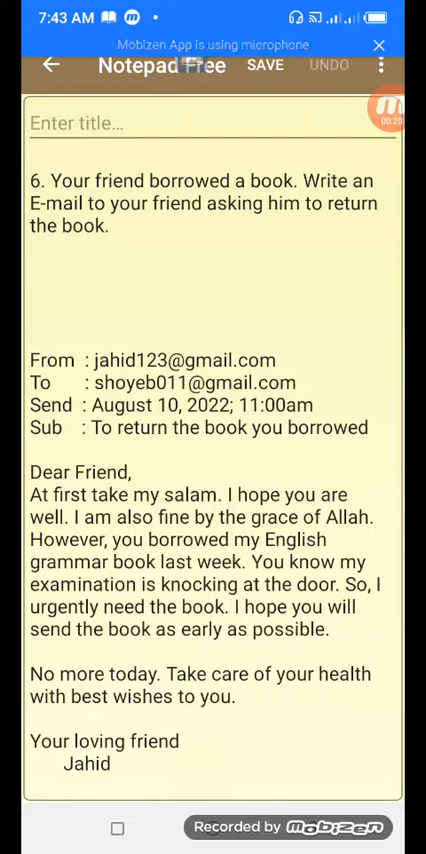 7:43 AM
Mobizen App is using microphone
Notepad Free SAVE UNDO
00:20
Enter title...
6. Your friend borrowed a book. Write an
E-mail to your friend asking him to return
the book.
From : jahid123@gmail.com
To : shoyeb011@gmail.com
Send : August 10, 2022; 11:00am
Sub : To return the book you borrowed
Dear Friend,
At first take my salam. I hope you are
well. I am also fine by the grace of Allah.
However, you borrowed my English
grammar book last week. You know my
examination is knocking at the door. So, I
urgently need the book. I hope you will
send the book as early as possible.
No more today. Take care of your health
with best wishes to you.
Your loving friend
Jahid
Recorded by mobizen